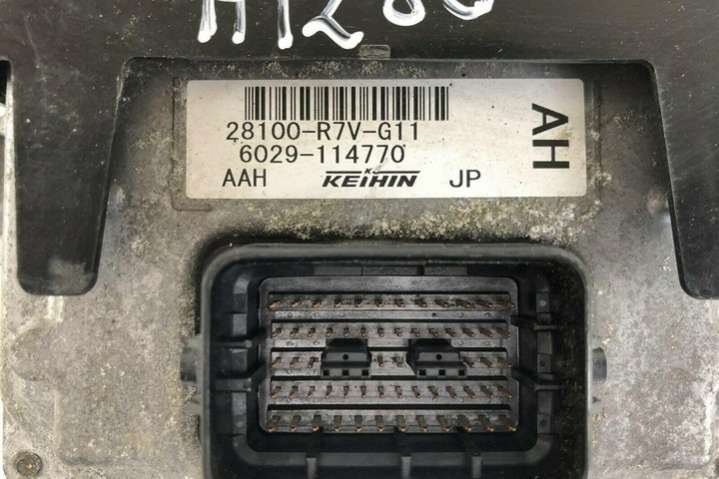 28100-R7V-G11
6029-114770
AAH KEIHIN JP
AH